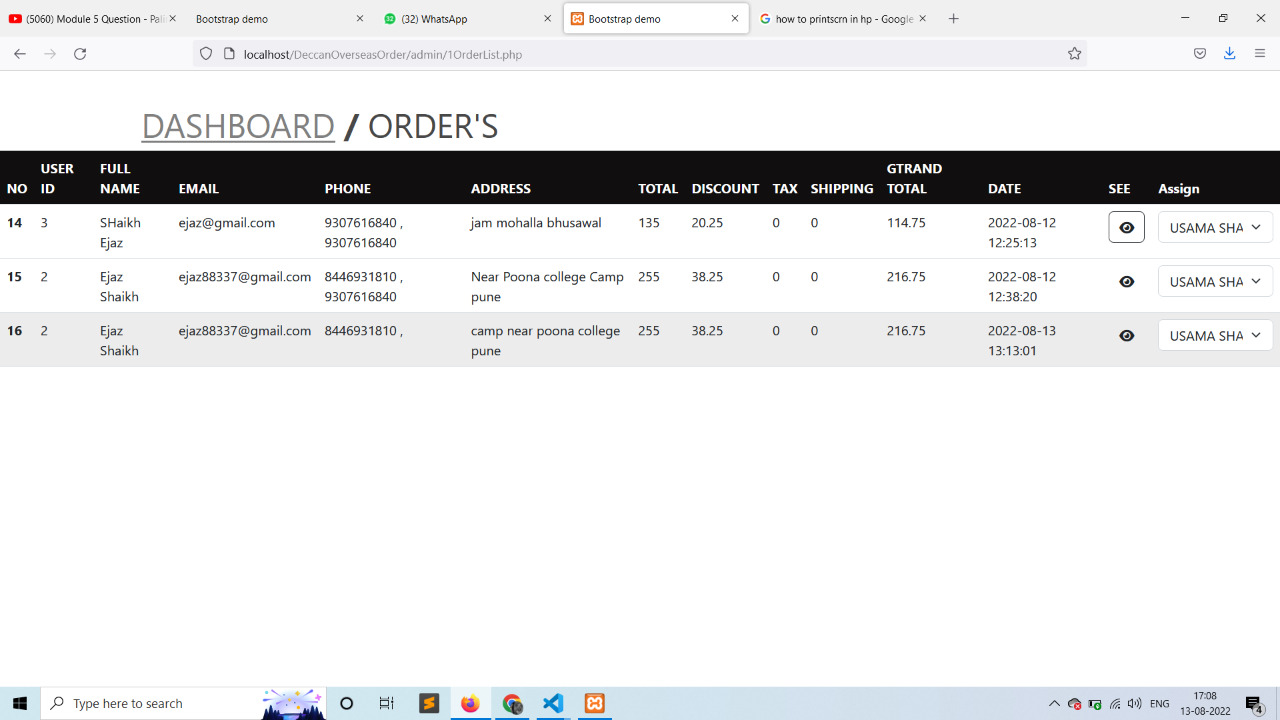 (5060) Module 5 Question - Pali
Bootstrap demo
(32) WhatsApp
Bootstrap demo
how to printscrn in hp - Google
localhost/DeccanOverseasOrder/admin/1OrderList.php
DASHBOARD / ORDER'S
NO USER ID FULL NAME EMAIL PHONE ADDRESS TOTAL DISCOUNT TAX SHIPPING GTRAND TOTAL DATE SEE Assign
14 3 SHaikh ejaz@gmail.com 9307616840 , jam mohalla bhusawal 135 20.25 0 0 114.75 2022-08-12 USAMA SHA
Ejaz 9307616840 12:25:13
15 2 Ejaz ejaz88337@gmail.com 8446931810 , Near Poona college Camp 255 38.25 0 0 216.75 2022-08-12 USAMA SHA
Shaikh 9307616840 pune 12:38:20
16 2 Ejaz ejaz88337@gmail.com 8446931810 , camp near poona college 255 38.25 0 0 216.75 2022-08-13 USAMA SHA
Shaikh pune 13:13:01
Type here to search
ENG
17:08
13-08-2022
4